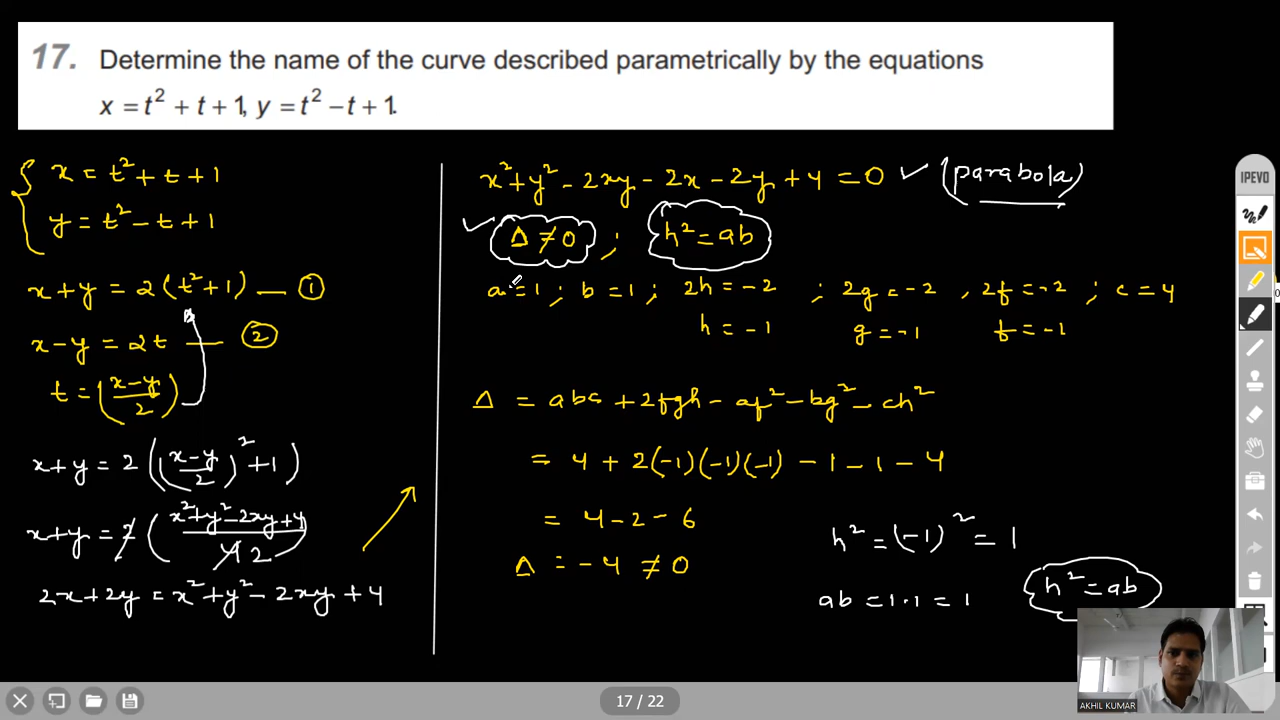 17. Determine the name of the curve described parametrically by the equations
x = t² + t + 1, y = t² − t + 1.
x = t² + t + 1
y = t² − t + 1
x+y = 2(t²+1) — ①
x−y = 2t — ②
t = (x−y/2)
x+y = 2((x−y/2)² + 1)
x+y = 2(x²+y²−2xy+4/4 2)
2x+2y = x²+y²−2xy+4
x²+y²−2xy−2x−2y+4 = 0 ✓ (parabola)
✓ Δ ≠ 0 ; h² = ab
a = 1 ; b = 1 ; 2h = −2 ; 2g = −2 , 2f = −2 ; c = 4
h = −1 g = −1 f = −1
Δ = abc + 2fgh − af² − bg² − ch²
= 4 + 2(−1)(−1)(−1) − 1 − 1 − 4
= 4 − 2 − 6
Δ = −4 ≠ 0
h² = (−1)² = 1
ab = 1·1 = 1
h² = ab
IPEVO
AKHIL KUMAR
17 / 22